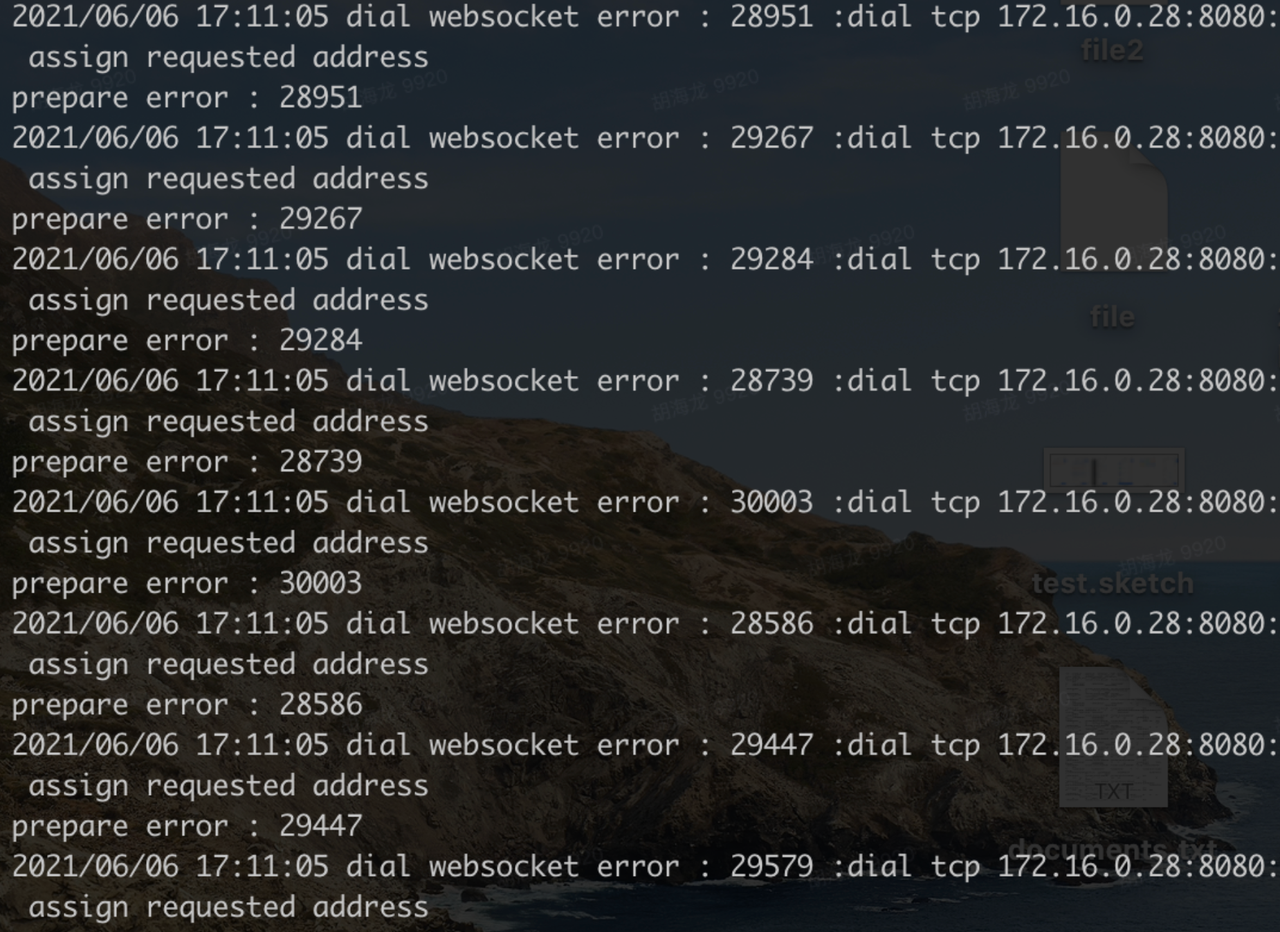 2021/06/06 17:11:05 dial websocket error : 28951 :dial tcp 172.16.0.28:8080:
assign requested address
prepare error : 28951
2021/06/06 17:11:05 dial websocket error : 29267 :dial tcp 172.16.0.28:8080:
assign requested address
prepare error : 29267
2021/06/06 17:11:05 dial websocket error : 29284 :dial tcp 172.16.0.28:8080:
assign requested address
prepare error : 29284
2021/06/06 17:11:05 dial websocket error : 28739 :dial tcp 172.16.0.28:8080:
assign requested address
prepare error : 28739
2021/06/06 17:11:05 dial websocket error : 30003 :dial tcp 172.16.0.28:8080:
assign requested address
prepare error : 30003
2021/06/06 17:11:05 dial websocket error : 28586 :dial tcp 172.16.0.28:8080:
assign requested address
prepare error : 28586
2021/06/06 17:11:05 dial websocket error : 29447 :dial tcp 172.16.0.28:8080:
assign requested address
prepare error : 29447
2021/06/06 17:11:05 dial websocket error : 29579 :dial tcp 172.16.0.28:8080:
assign requested address
file2
file
test.sketch
TXT
documents.txt
胡海龙 9920